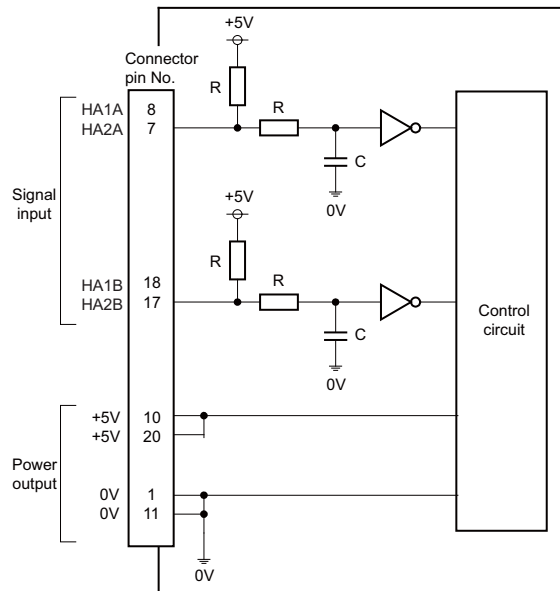 +5V
Connector
pin No.
R
R
HA1A 8
HA2A 7
C
Signal
input
+5V
0V
R
R
HA1B 18
HA2B 17
Control
circuit
C
0V
+5V 10
+5V 20
Power
output
0V 1
0V 11
0V